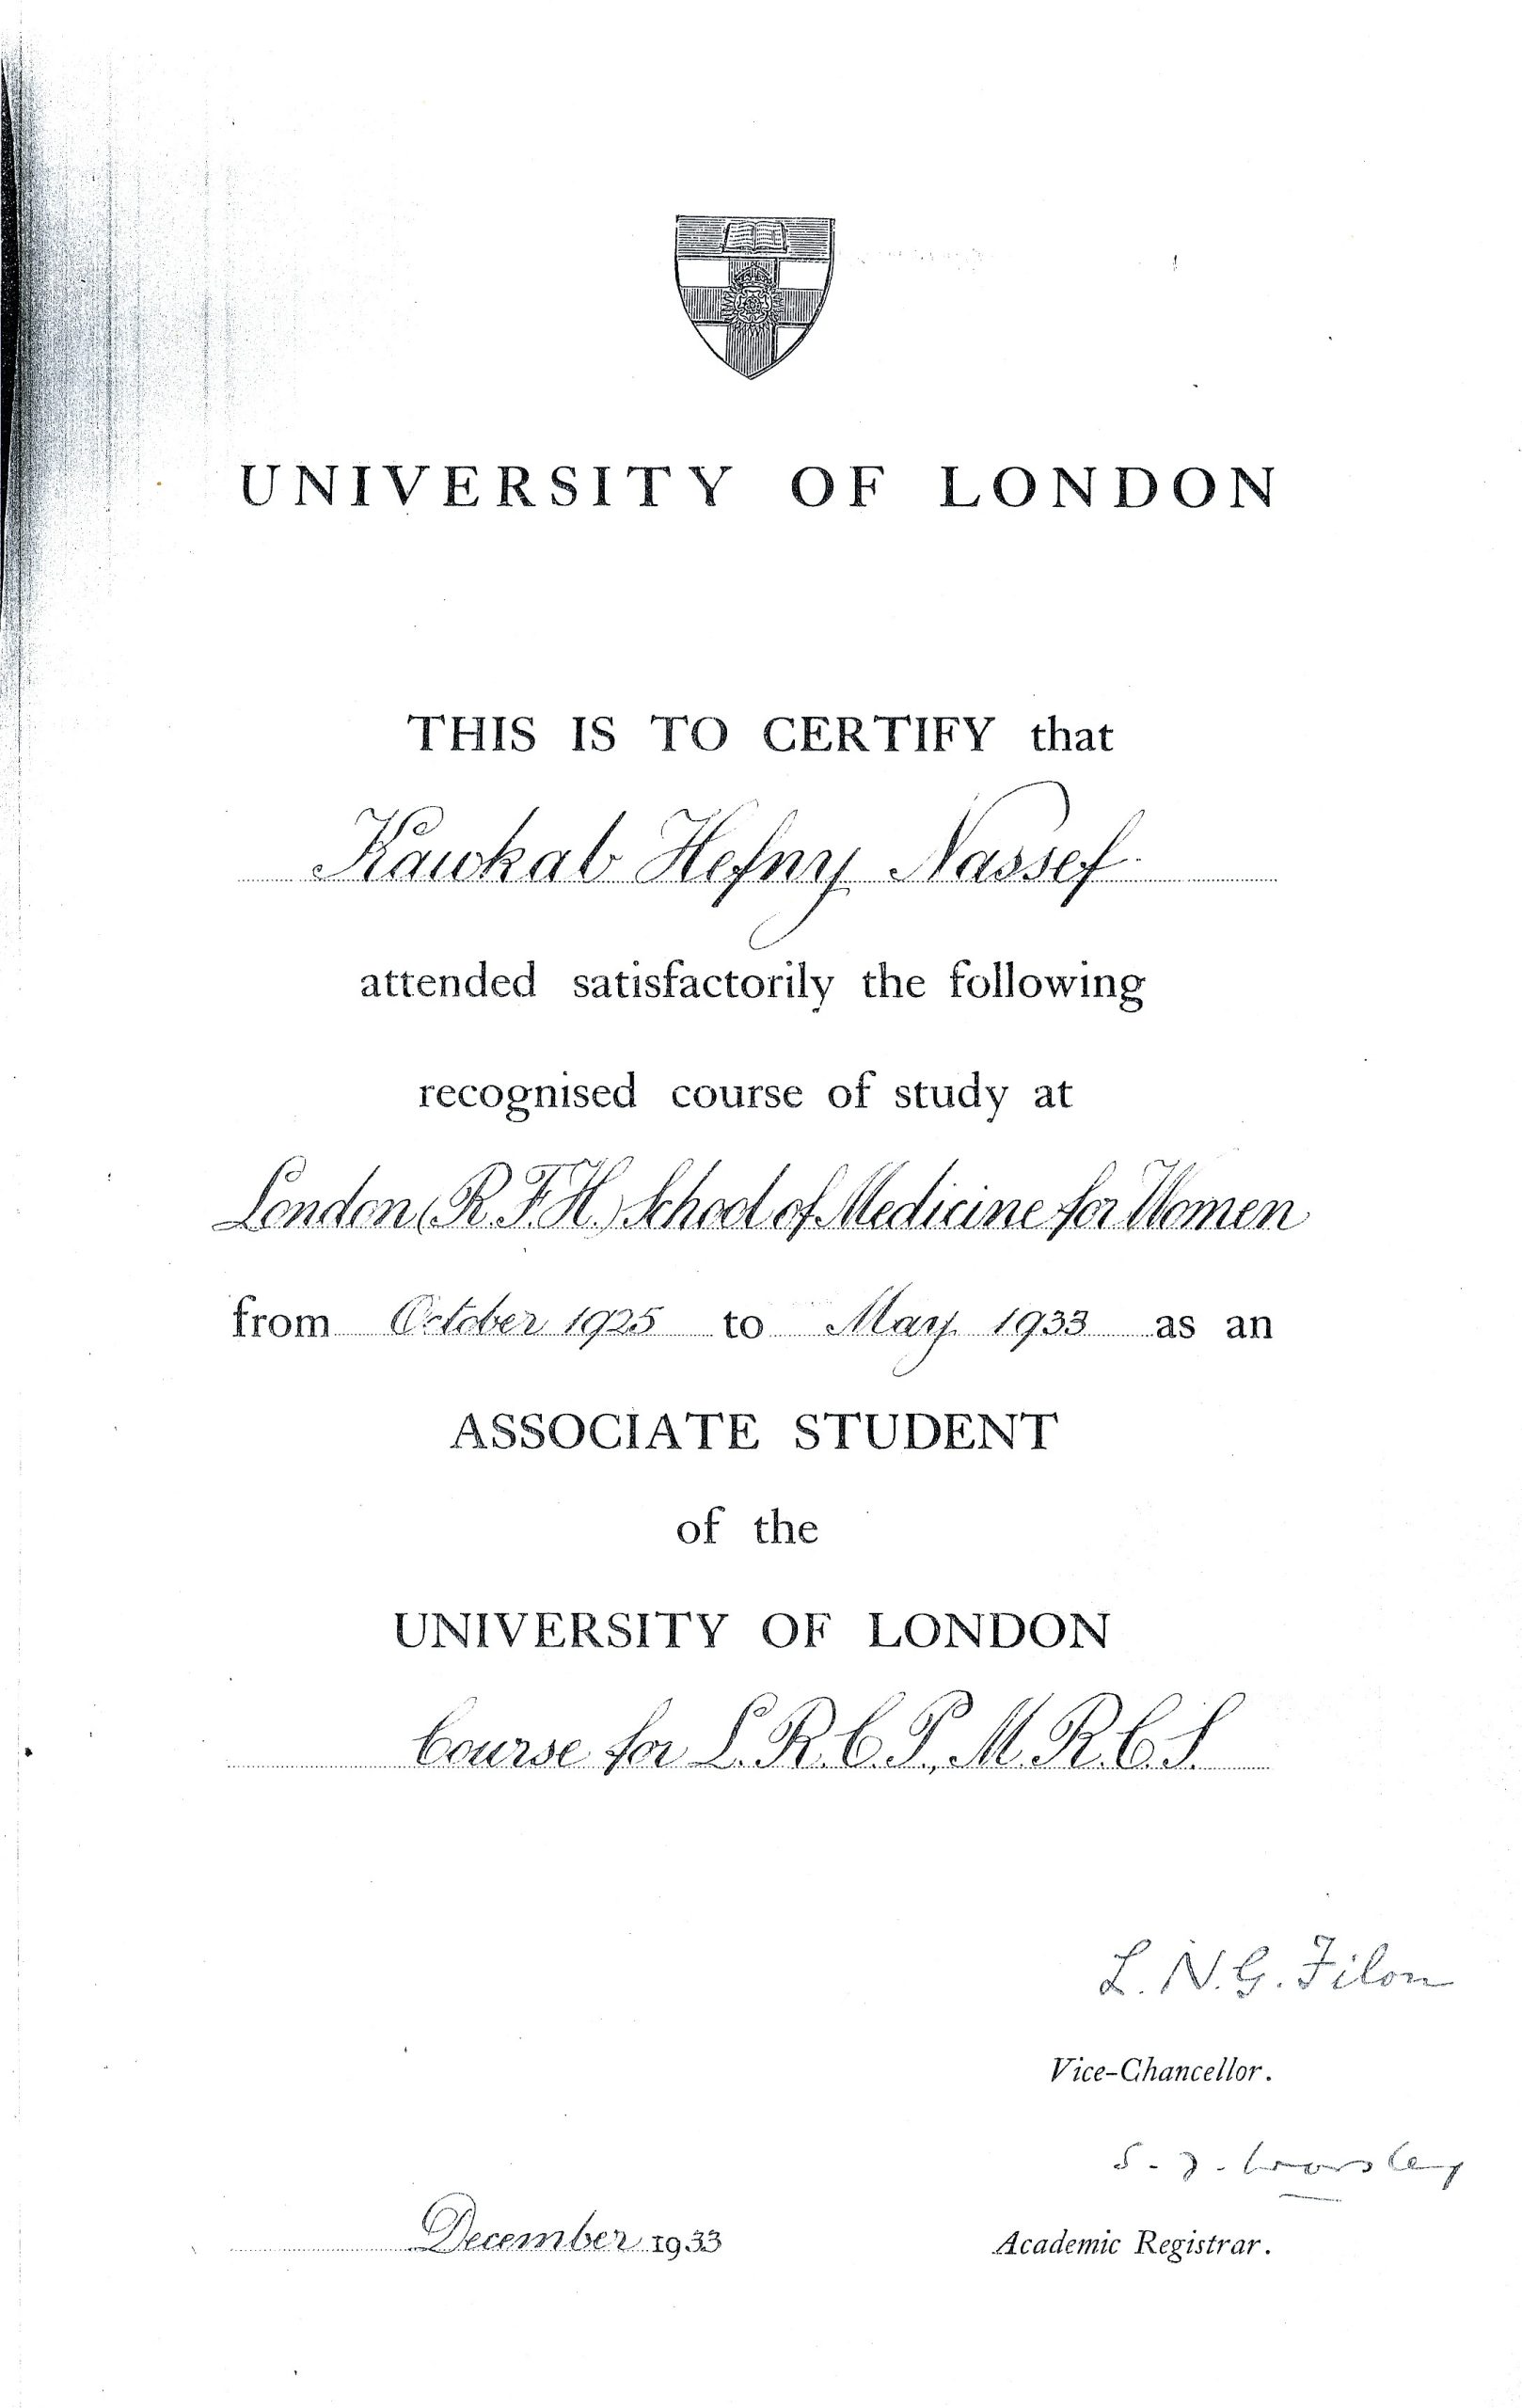 UNIVERSITY OF LONDON
THIS IS TO CERTIFY that
Kawkab Hefny Nassef
attended satisfactorily the following
recognised course of study at
London (R.F.H.) School of Medicine for Women
from October 1925 to May 1933 as an
ASSOCIATE STUDENT
of the
UNIVERSITY OF LONDON
Course for L.R.C.P., M.R.C.S.
L.N.G. Filon
Vice-Chancellor.
S. J. Worsley
December 1933 Academic Registrar.